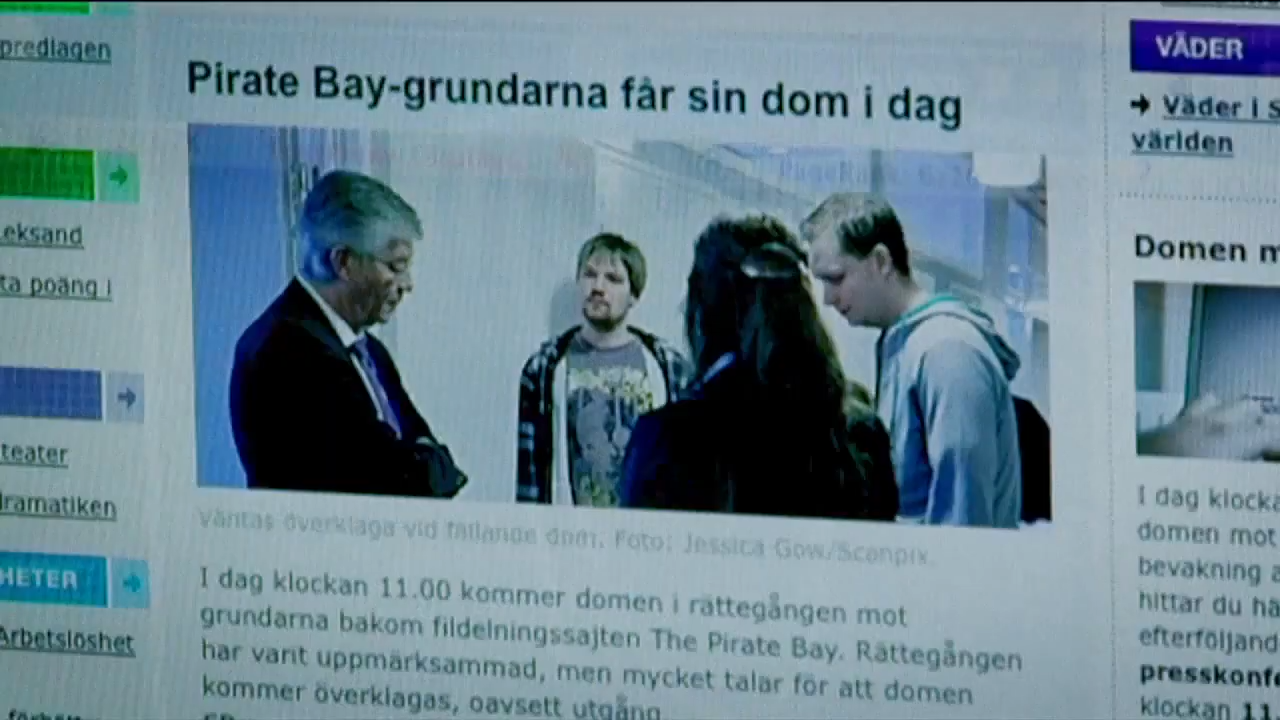 predlagen
eksand
ta poäng i
teater
dramatiken
HETER
Arbetslöshet
Pirate Bay-grundarna får sin dom i dag
Väntas överklaga vid fällande dom. Foto: Jessica Gow/Scanpix
I dag klockan 11.00 kommer domen i rättegången mot
grundarna bakom fildelningssajten The Pirate Bay. Rättegången
har varit uppmärksammad, men mycket talar för att domen
kommer överklagas, oavsett utgång
VÄDER
Väder i S
världen
Domen m
I dag klocka
domen mot
bevakning a
hittar du hä
efterföljand
presskonfe
klockan 11